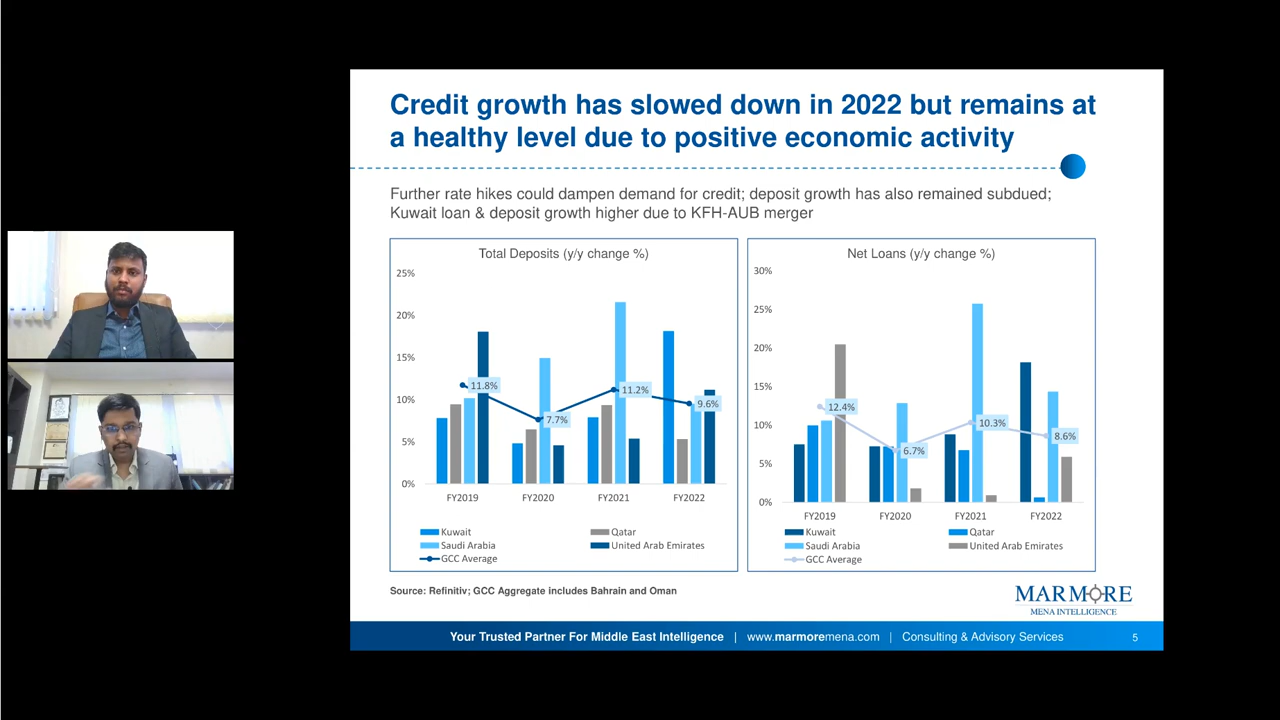 Credit growth has slowed down in 2022 but remains at
a healthy level due to positive economic activity
Further rate hikes could dampen demand for credit; deposit growth has also remained subdued;
Kuwait loan & deposit growth higher due to KFH-AUB merger
Total Deposits (y/y change %)
25%
20%
15%
10%
5%
0%
11.8%
7.7%
11.2%
9.6%
FY2019 FY2020 FY2021 FY2022
Kuwait Qatar
Saudi Arabia United Arab Emirates
GCC Average
Net Loans (y/y change %)
30%
25%
20%
15%
10%
5%
0%
12.4%
6.7%
10.3%
8.6%
FY2019 FY2020 FY2021 FY2022
Kuwait Qatar
Saudi Arabia United Arab Emirates
GCC Average
Source: Refinitiv; GCC Aggregate includes Bahrain and Oman
MARMORE
MENA INTELLIGENCE
Your Trusted Partner For Middle East Intelligence | www.marmoremena.com | Consulting & Advisory Services 5